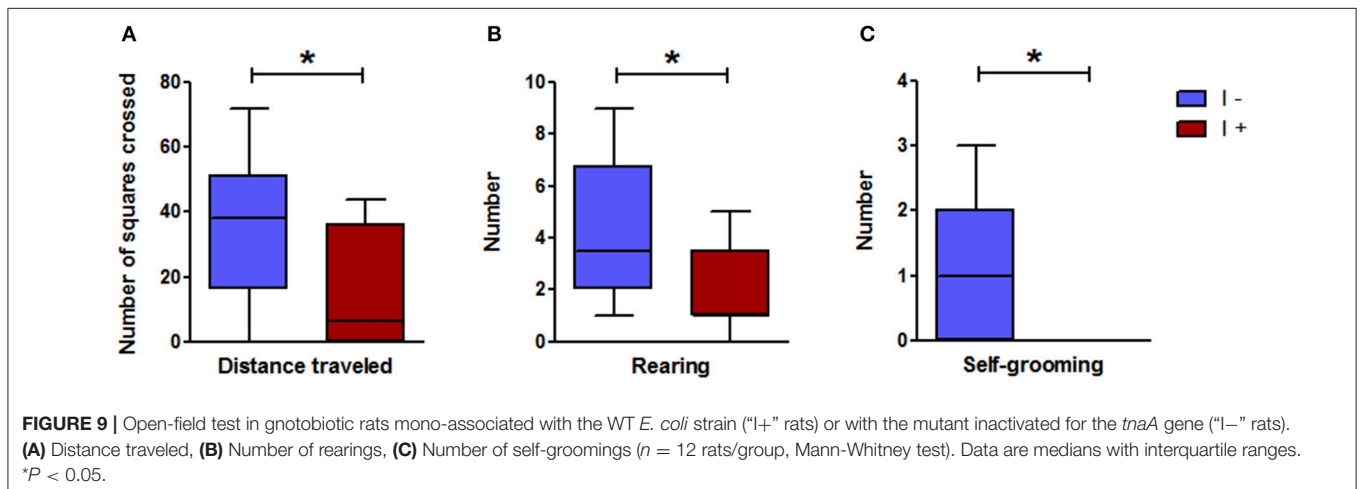 A
*
Number of squares crossed
80
60
40
20
0
Distance traveled
B
*
Number
10
8
6
4
2
0
Rearing
C
*
Number
4
3
2
1
0
Self-grooming
I -
I +
FIGURE 9 | Open-field test in gnotobiotic rats mono-associated with the WT E. coli strain (“I+” rats) or with the mutant inactivated for the tnaA gene (“I−” rats).
(A) Distance traveled, (B) Number of rearings, (C) Number of self-groomings (n = 12 rats/group, Mann-Whitney test). Data are medians with interquartile ranges.
*P < 0.05.